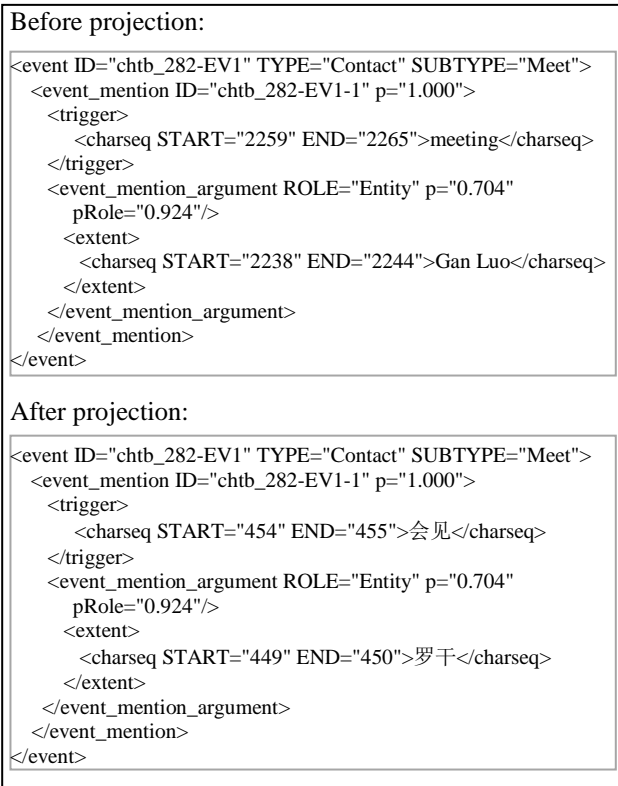 Before projection:
<event ID="chtb_282-EV1" TYPE="Contact" SUBTYPE="Meet">
<event_mention ID="chtb_282-EV1-1" p="1.000">
<trigger>
<charseq START="2259" END="2265">meeting</charseq>
</trigger>
<event_mention_argument ROLE="Entity" p="0.704"
pRole="0.924"/>
<extent>
<charseq START="2238" END="2244">Gan Luo</charseq>
</extent>
</event_mention_argument>
</event_mention>
</event>
After projection:
<event ID="chtb_282-EV1" TYPE="Contact" SUBTYPE="Meet">
<event_mention ID="chtb_282-EV1-1" p="1.000">
<trigger>
<charseq START="454" END="455">会见</charseq>
</trigger>
<event_mention_argument ROLE="Entity" p="0.704"
pRole="0.924"/>
<extent>
<charseq START="449" END="450">罗干</charseq>
</extent>
</event_mention_argument>
</event_mention>
</event>